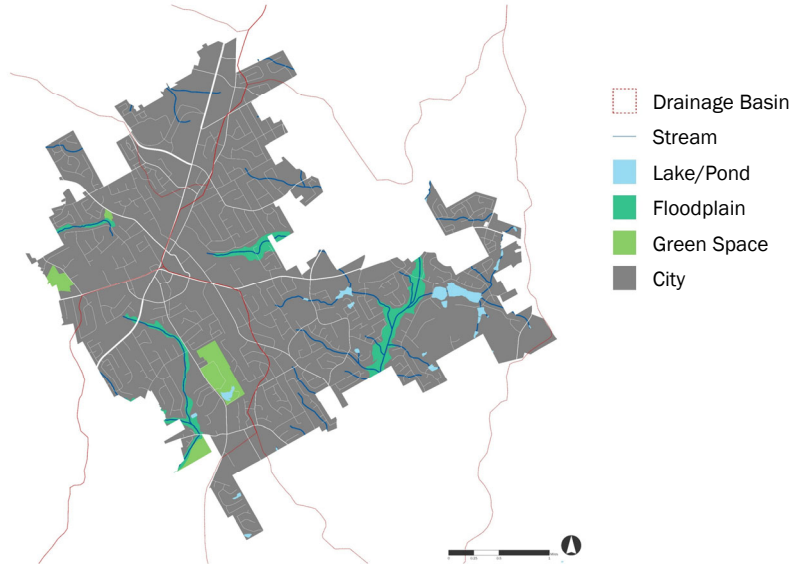 Drainage Basin
Stream
Lake/Pond
Floodplain
Green Space
City